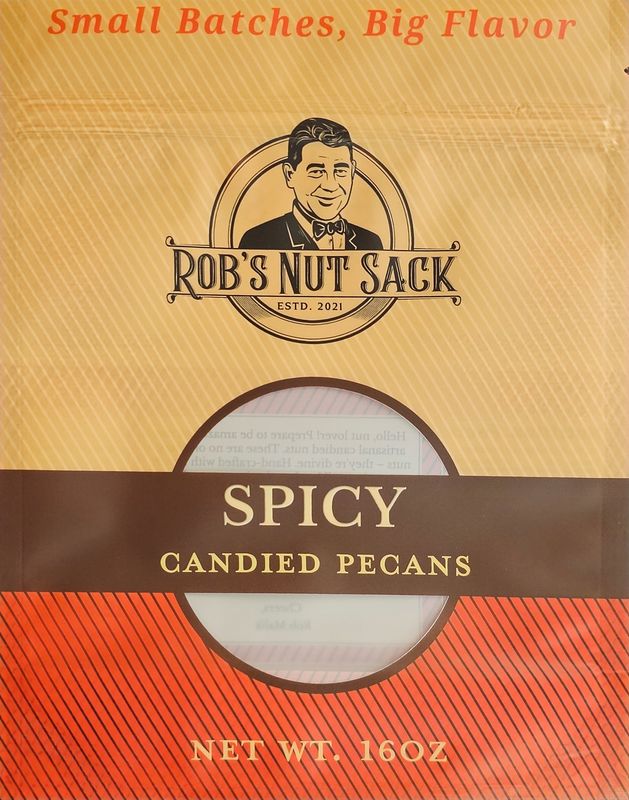 Small Batches, Big Flavor
ROB'S NUT SACK
ESTD. 2021
Hello, nut lover! Prepare to be
artisanal candied nuts. These are no
nuts – they're divine. Hand-crafted with
SPICY
CANDIED PECANS
Cheers,
Rob
NET WT. 16OZ